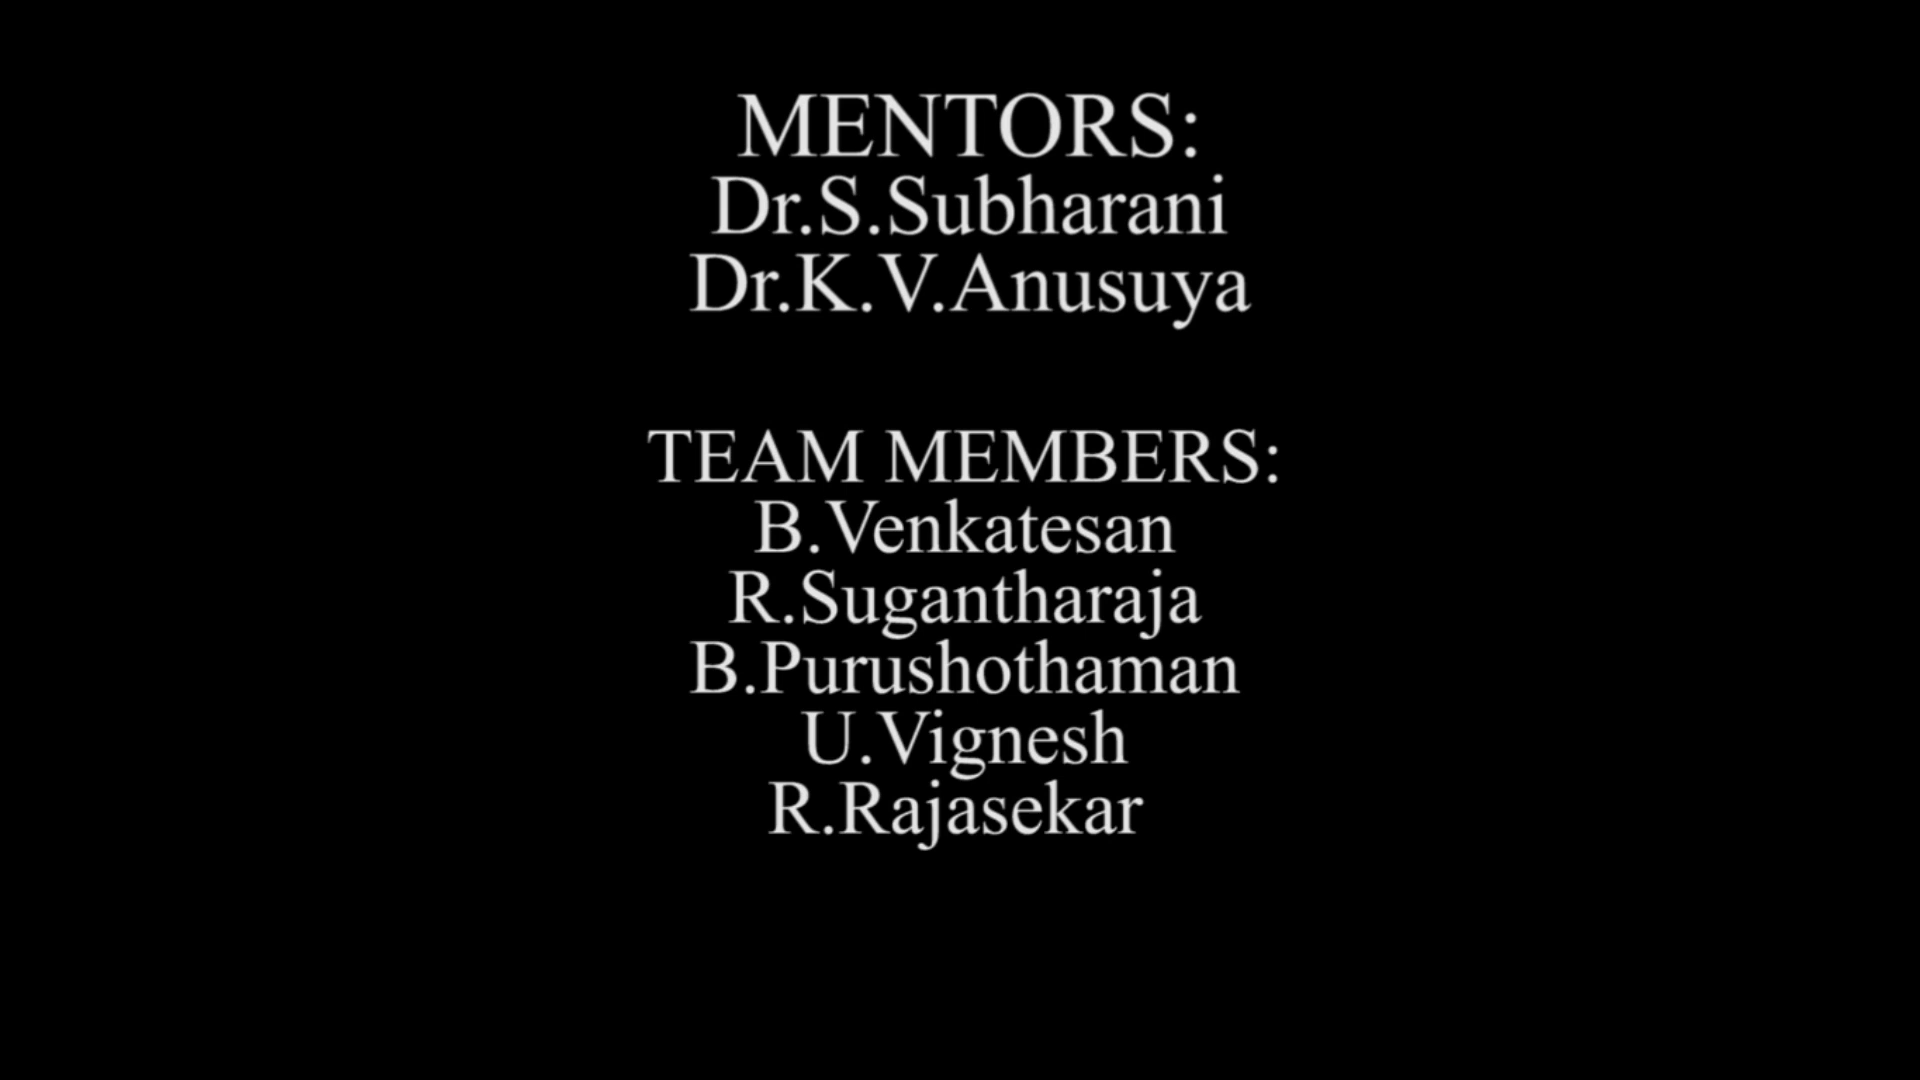 MENTORS:
Dr.S.Subharani
Dr.K.V.Anusuya
TEAM MEMBERS:
B.Venkatesan
R.Sugantharaja
B.Purushothaman
U.Vignesh
R.Rajasekar